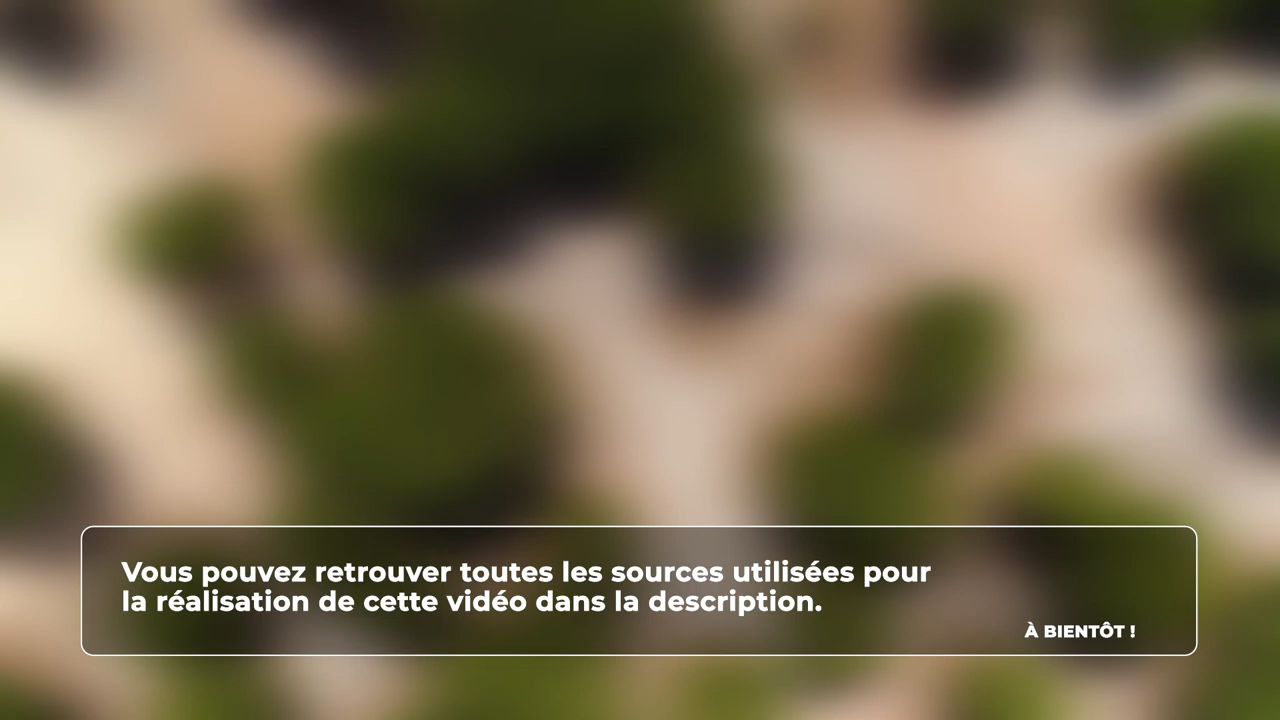 Vous pouvez retrouver toutes les sources utilisées pour
la réalisation de cette vidéo dans la description.
À BIENTÔT !